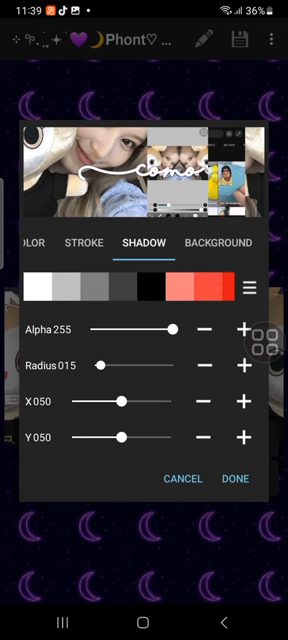 11:39 36%
Phont♡ ...
como
OLOR STROKE SHADOW BACKGROUND
Alpha 255
Radius 015
X 050
Y 050
CANCEL DONE